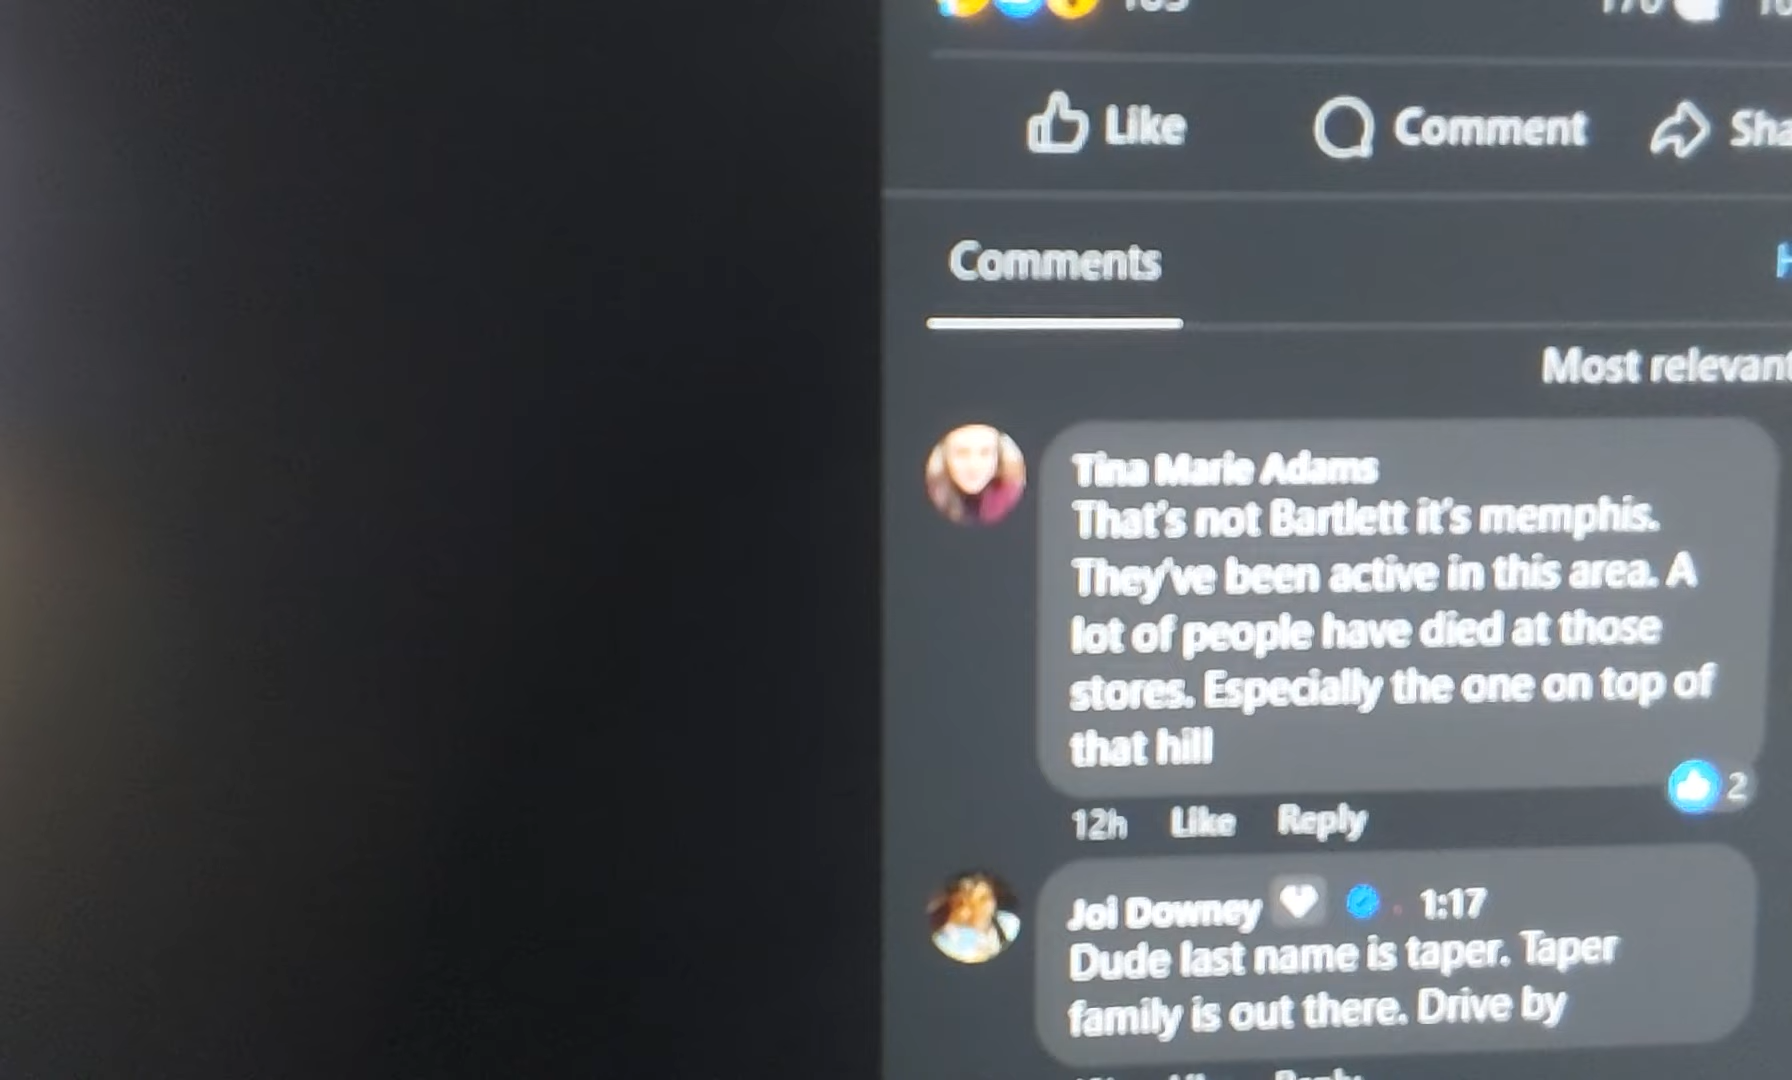 Like Comment
Comments
Most relevant
Tina Marie Adams
That's not Bartlett it's memphis.
They've been active in this area. A
lot of people have died at those
stores. Especially the one on top of
that hill
2
12h Like Reply
Joi Downey 1:17
Dude last name is taper. Taper
family is out there. Drive by